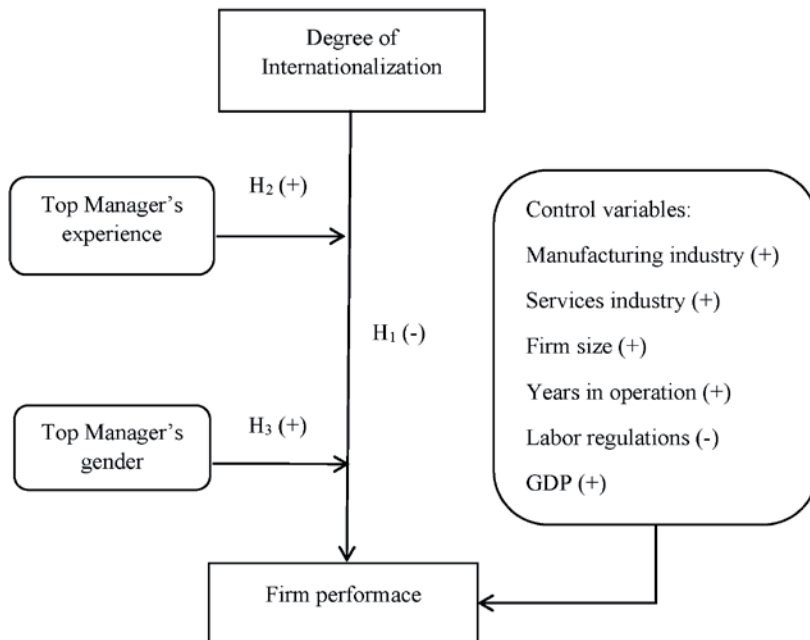 Degree of
Internationalization
H₂ (+)
Top Manager's
experience
Control variables:
Manufacturing industry (+)
Services industry (+)
Firm size (+)
Years in operation (+)
Labor regulations (-)
GDP (+)
H₁ (-)
H₃ (+)
Top Manager's
gender
Firm performace